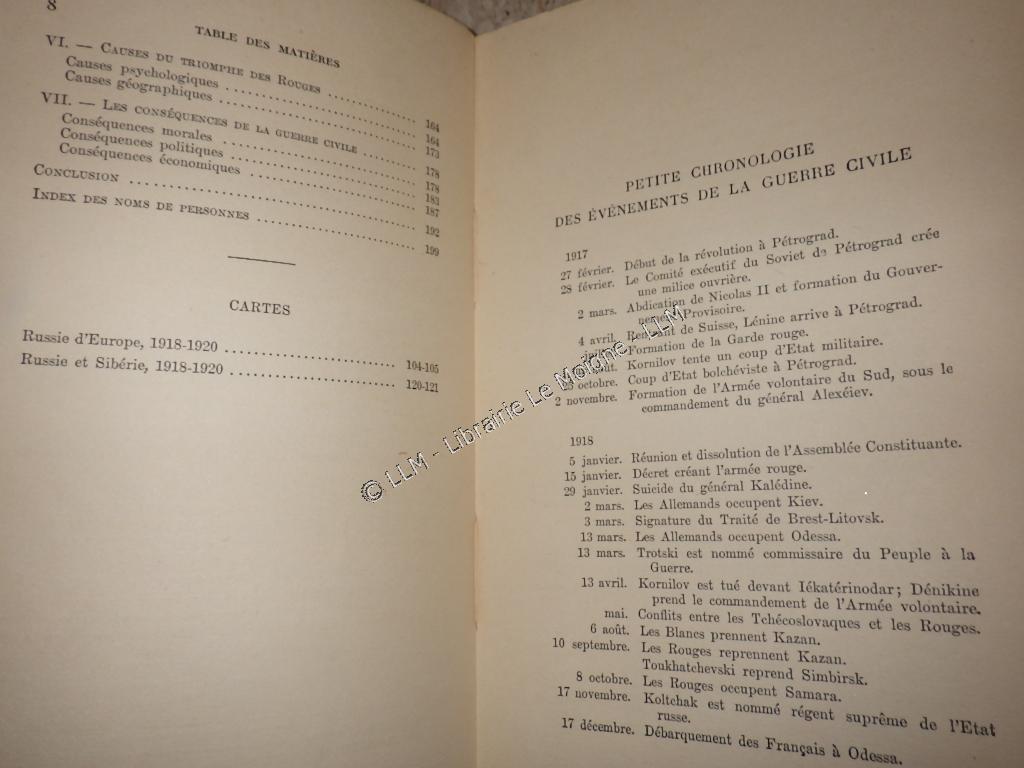 8
TABLE DES MATIÈRES
VI. — CAUSES DU TRIOMPHE DES ROUGES ........ 164
Causes psychologiques ........ 164
Causes géographiques ........ 173
VII. — LES CONSÉQUENCES DE LA GUERRE CIVILE ........ 178
Conséquences morales ........ 178
Conséquences politiques ........ 183
Conséquences économiques ........ 187
CONCLUSION ........ 192
INDEX DES NOMS DE PERSONNES ........ 199
CARTES
Russie d'Europe, 1918-1920 ........ 104-105
Russie et Sibérie, 1918-1920 ........ 120-121
PETITE CHRONOLOGIE
DES ÉVÉNEMENTS DE LA GUERRE CIVILE
1917
27 février. Début de la révolution à Pétrograd.
28 février. Le Comité exécutif du Soviet de Pétrograd crée
une milice ouvrière.
2 mars. Abdication de Nicolas II et formation du Gouver-
nement Provisoire.
4 avril. Rentrant de Suisse, Lénine arrive à Pétrograd.
Formation de la Garde rouge.
août. Kornilov tente un coup d'Etat militaire.
octobre. Coup d'Etat bolchéviste à Pétrograd.
2 novembre. Formation de l'Armée volontaire du Sud, sous le
commandement du général Alexéiev.
1918
5 janvier. Réunion et dissolution de l'Assemblée Constituante.
15 janvier. Décret créant l'armée rouge.
29 janvier. Suicide du général Kalédine.
2 mars. Les Allemands occupent Kiev.
3 mars. Signature du Traité de Brest-Litovsk.
13 mars. Les Allemands occupent Odessa.
13 mars. Trotski est nommé commissaire du Peuple à la
Guerre.
13 avril. Kornilov est tué devant Iékatérinodar; Dénikine
prend le commandement de l'Armée volontaire.
mai. Conflits entre les Tchécoslovaques et les Rouges.
6 août. Les Blancs prennent Kazan.
10 septembre. Les Rouges reprennent Kazan.
Toukhatchevski reprend Simbirsk.
8 octobre. Les Rouges occupent Samara.
17 novembre. Koltchak est nommé régent suprême de l'Etat
russe.
17 décembre. Débarquement des Français à Odessa.
© LLM - Librairie Le Moigne - LLM